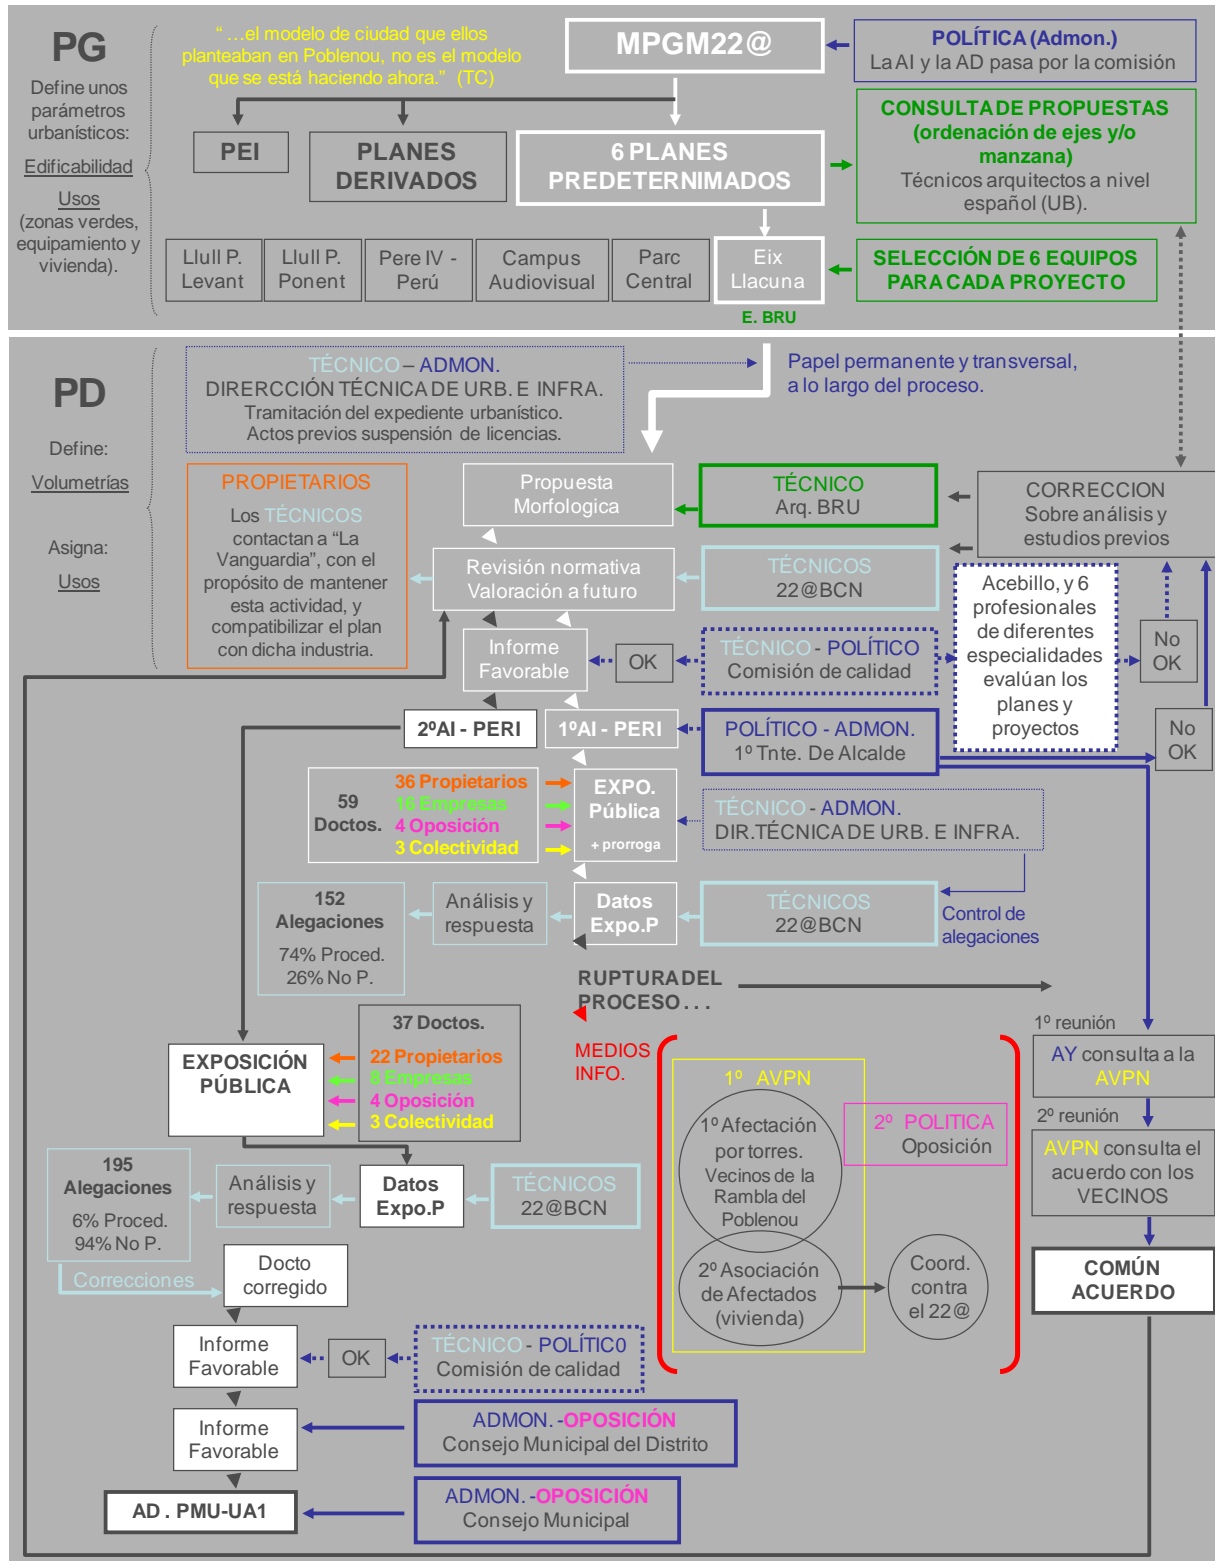 PG
Define unos
parámetros
urbanísticos:
Edificabilidad
Usos
(zonas verdes,
equipamiento y
vivienda).
“ …el modelo de ciudad que ellos
planteaban en Poblenou, no es el modelo
que se está haciendo ahora.” (TC)
MPGM22@
POLÍTICA (Admon.)
La AI y la AD pasa por la comisión
PEI
PLANES
DERIVADOS
6 PLANES
PREDETERNIMADOS
CONSULTA DE PROPUESTAS
(ordenación de ejes y/o
manzana)
Técnicos arquitectos a nivel
español (UB).
Llull P.
Levant
Llull P.
Ponent
Pere IV -
Perú
Campus
Audiovisual
Parc
Central
Eix
Llacuna
SELECCIÓN DE 6 EQUIPOS
PARA CADA PROYECTO
E. BRU
PD
Define:
Volumetrías
Asigna:
Usos
TÉCNICO – ADMON.
DIRERCCIÓN TÉCNICA DE URB. E INFRA.
Tramitación del expediente urbanístico.
Actos previos suspensión de licencias.
Papel permanente y transversal,
a lo largo del proceso.
PROPIETARIOS
Los TÉCNICOS
contactan a “La
Vanguardia”, con el
propósito de mantener
esta actividad, y
compatibilizar el plan
con dicha industria.
Propuesta
Morfologica
TÉCNICO
Arq. BRU
CORRECCION
Sobre análisis y
estudios previos
Revisión normativa
Valoración a futuro
TÉCNICOS
22@BCN
Acebillo, y 6
profesionales
de diferentes
especialidades
evalúan los
planes y
proyectos
No
OK
Informe
Favorable
OK
TÉCNICO - POLÍTICO
Comisión de calidad
No
OK
2ºAI - PERI
1ºAI - PERI
POLÍTICO - ADMON.
1º Tnte. De Alcalde
59
Doctos.
36 Propietarios
16 Empresas
4 Oposición
3 Colectividad
EXPO.
Pública
+ prorroga
TÉCNICO - ADMON.
DIR.TÉCNICA DE URB. E INFRA.
152
Alegaciones
74% Proced.
26% No P.
Análisis y
respuesta
Datos
Expo.P
TÉCNICOS
22@BCN
Control de
alegaciones
RUPTURA DEL
PROCESO . . .
37 Doctos.
22 Propietarios
8 Empresas
4 Oposición
3 Colectividad
EXPOSICIÓN
PÚBLICA
MEDIOS
INFO.
1º AVPN
1º Afectación
por torres.
Vecinos de la
Rambla del
Poblenou
2º POLITICA
Oposición
2º Asociación
de Afectados
(vivienda)
Coord.
contra
el 22@
1º reunión
AY consulta a la
AVPN
2º reunión
AVPN consulta el
acuerdo con los
VECINOS
COMÚN
ACUERDO
195
Alegaciones
6% Proced.
94% No P.
Análisis y
respuesta
Datos
Expo.P
TÉCNICOS
22@BCN
Correcciones
Docto
corregido
Informe
Favorable
OK
TÉCNICO - POLÍTIC0
Comisión de calidad
Informe
Favorable
ADMON. -OPOSICIÓN
Consejo Municipal del Distrito
AD . PMU-UA1
ADMON. -OPOSICIÓN
Consejo Municipal